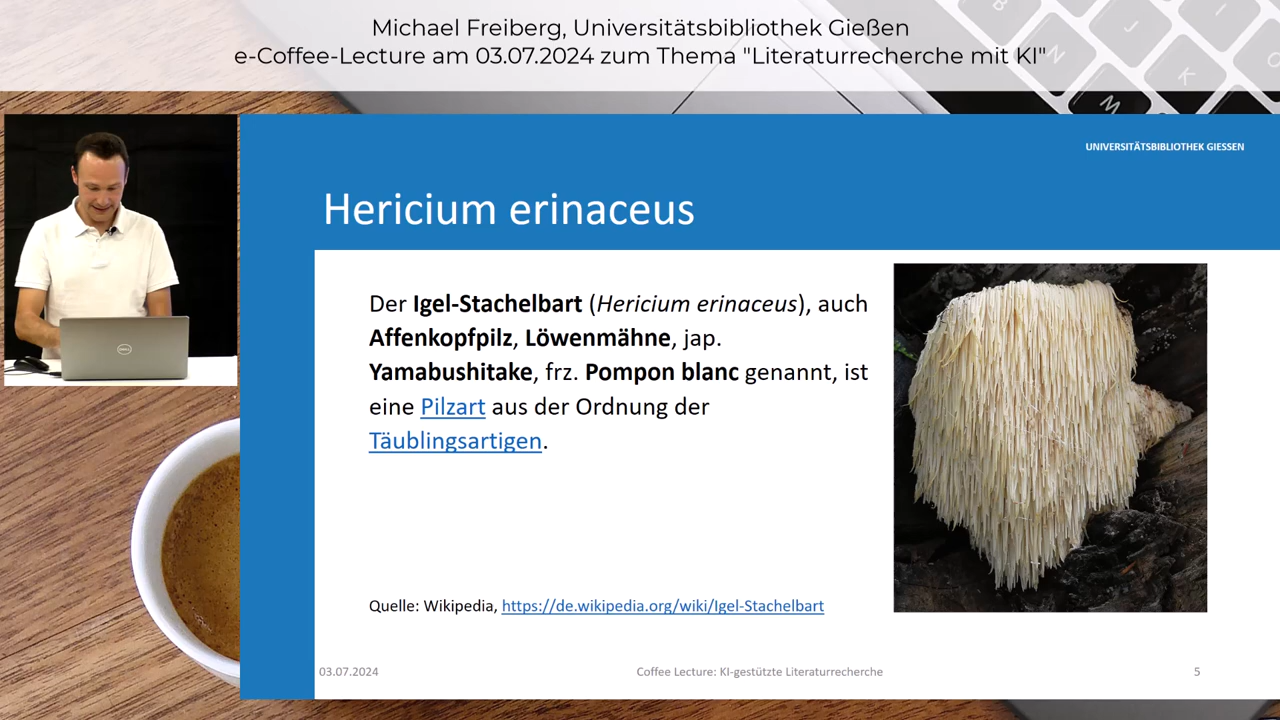 Michael Freiberg, Universitätsbibliothek Gießen
e-Coffee-Lecture am 03.07.2024 zum Thema "Literaturrecherche mit KI"
UNIVERSITÄTSBIBLIOTHEK GIESSEN
Hericium erinaceus
Der Igel-Stachelbart (Hericium erinaceus), auch
Affenkopfpilz, Löwenmähne, jap.
Yamabushitake, frz. Pompon blanc genannt, ist
eine Pilzart aus der Ordnung der
Täublingsartigen.
Quelle: Wikipedia, https://de.wikipedia.org/wiki/Igel-Stachelbart
03.07.2024
Coffee Lecture: KI-gestützte Literaturrecherche
5